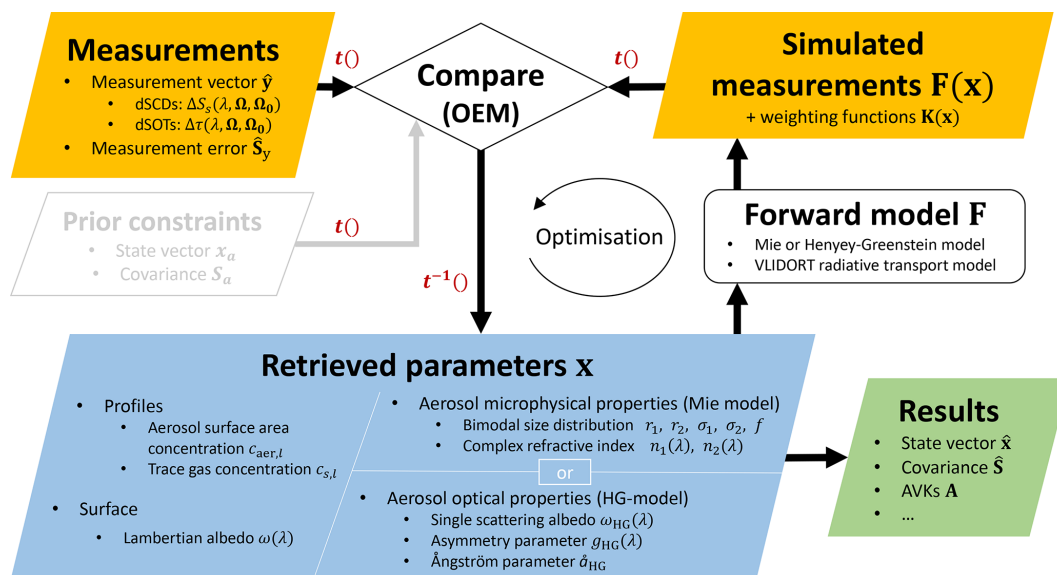 Measurements
• Measurement vector ŷ
• dSCDs: ΔS_s(λ, Ω, Ω₀)
• dSOTs: Δτ(λ, Ω, Ω₀)
• Measurement error Ŝ_y
t()
Compare
(OEM)
t()
Simulated
measurements F(x)
+ weighting functions K(x)
Prior constraints
• State vector x_a
• Covariance S_a
t()
t⁻¹()
Optimisation
Forward model F
• Mie or Henyey-Greenstein model
• VLIDORT radiative transport model
Retrieved parameters x
• Profiles
• Aerosol surface area
concentration c_aer,l
• Trace gas concentration c_s,l
• Surface
• Lambertian albedo ω(λ)
• Aerosol microphysical properties (Mie model)
• Bimodal size distribution r₁, r₂, σ₁, σ₂, f
• Complex refractive index n₁(λ), n₂(λ)
or
• Aerosol optical properties (HG-model)
• Single scattering albedo ω_HG(λ)
• Asymmetry parameter g_HG(λ)
• Ångström parameter å_HG
Results
• State vector x̂
• Covariance Ŝ
• AVKs A
• ...